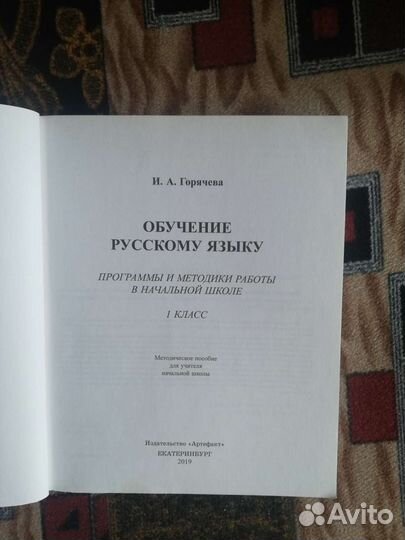 И. А. Горячева
ОБУЧЕНИЕ
РУССКОМУ ЯЗЫКУ
ПРОГРАММЫ И МЕТОДИКИ РАБОТЫ
В НАЧАЛЬНОЙ ШКОЛЕ
1 КЛАСС
Методическое пособие
для учителя
начальной школы
Издательство «Артефакт»
ЕКАТЕРИНБУРГ
2019
Avito